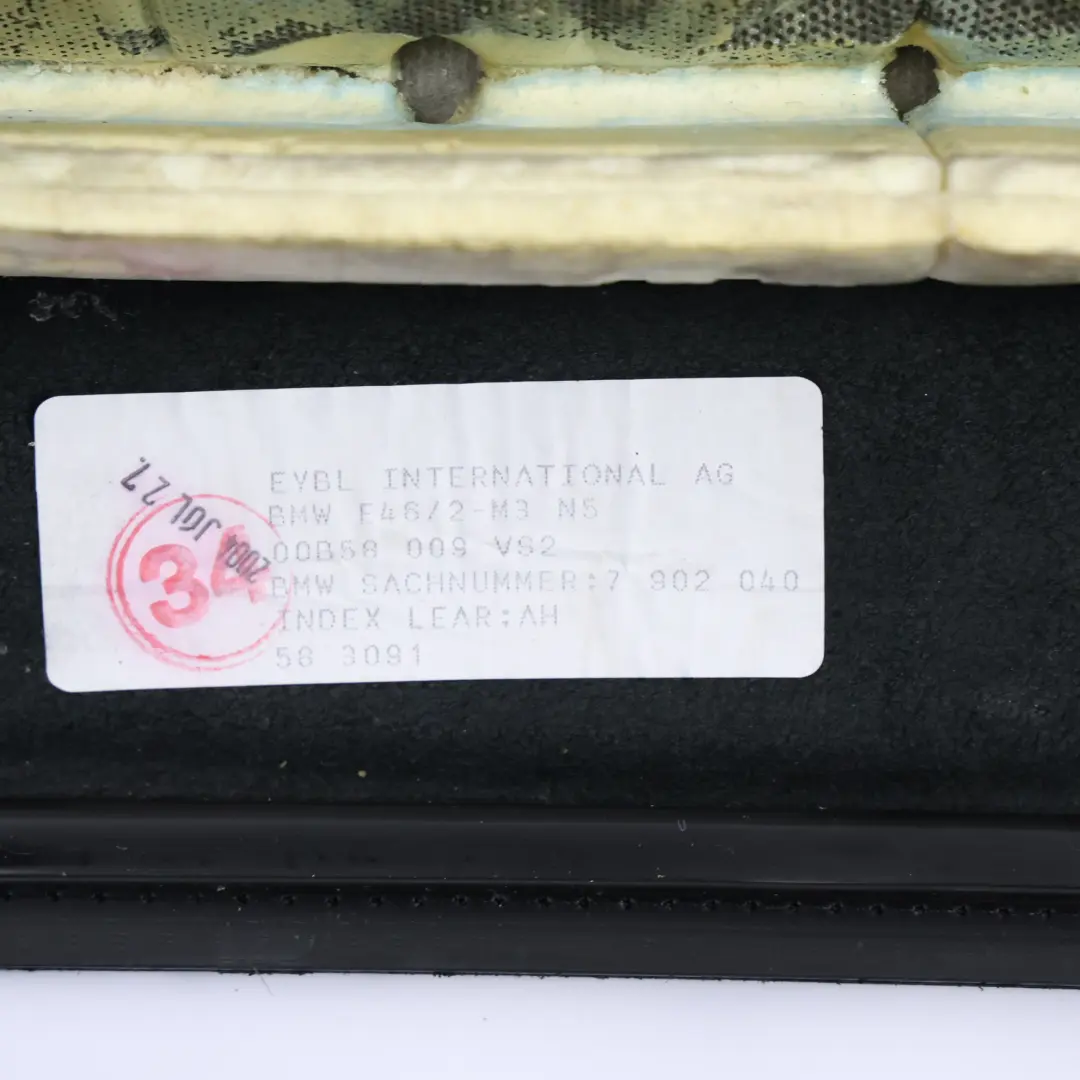 EYBL INTERNATIONAL AG
BMW E46/2-M3 N5
00B58 009 VS2
BMW SACHNUMMER:7 902 040
INDEX LEAR:AH
58 3091
2004 JUL 27.
34